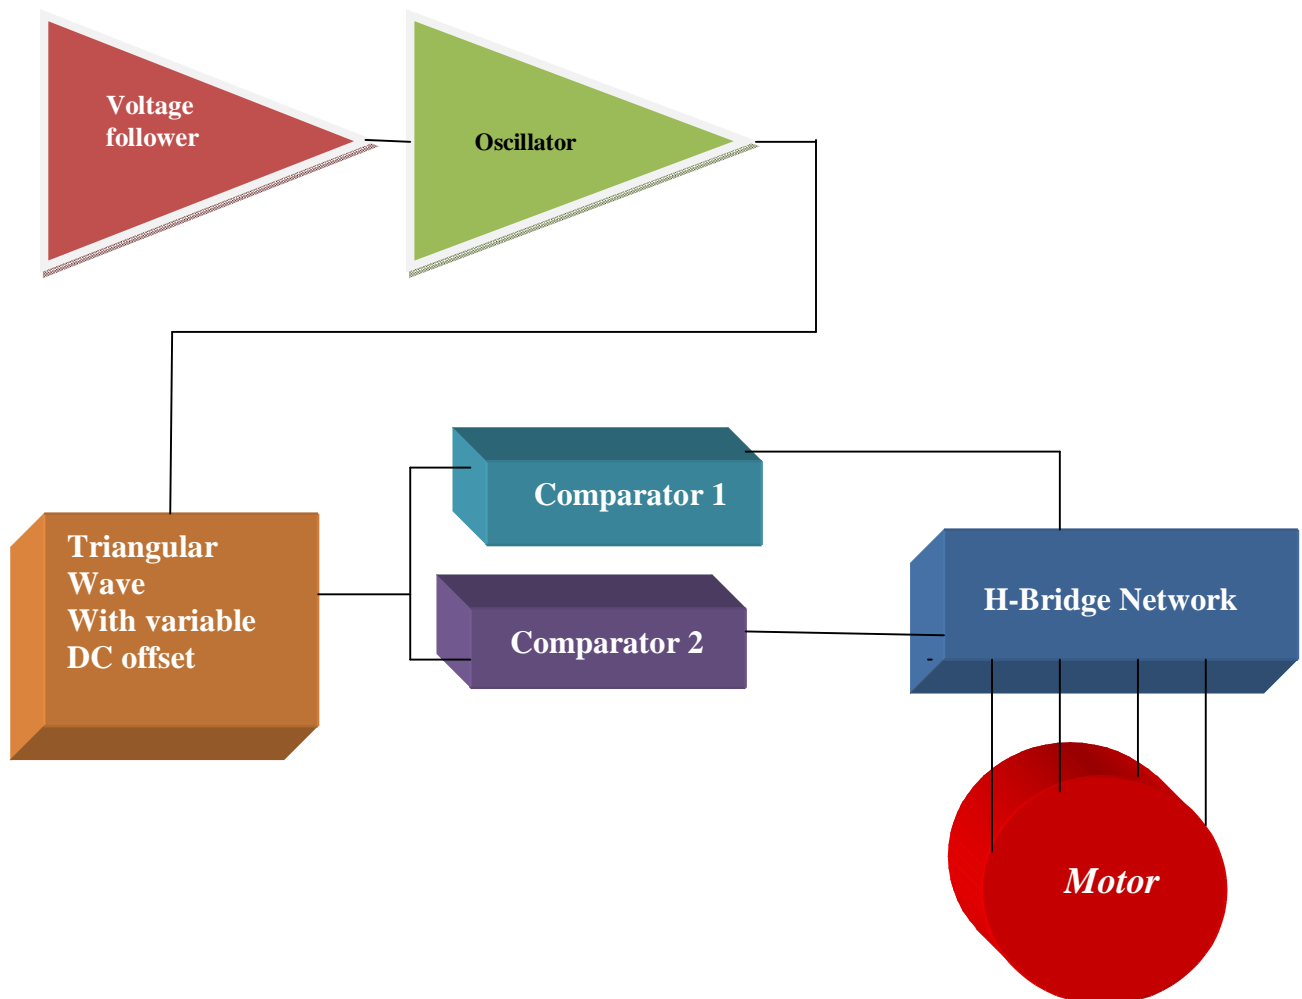 Voltage
follower
Oscillator
Comparator 1
Triangular
Wave
With variable
DC offset
H-Bridge Network
Comparator 2
Motor